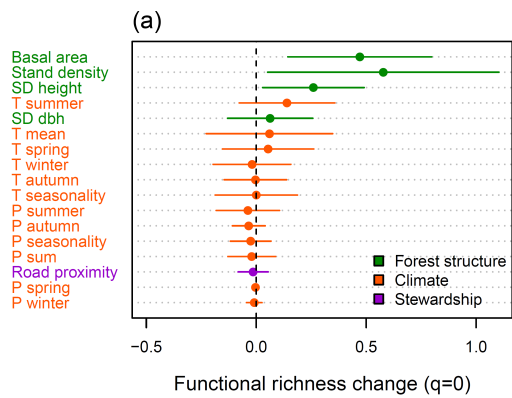 (a)
Basal area
Stand density
SD height
T summer
SD dbh
T mean
T spring
T winter
T autumn
T seasonality
P summer
P autumn
P seasonality
P sum
Road proximity
P spring
P winter
Forest structure
Climate
Stewardship
−0.5 0.0 0.5 1.0
Functional richness change (q=0)